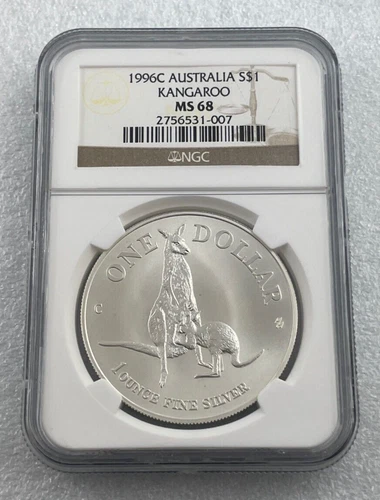 1996C AUSTRALIA S$1
KANGAROO
MS 68
2756531-007
NGC
ONE DOLLAR
C
1 OUNCE FINE SILVER